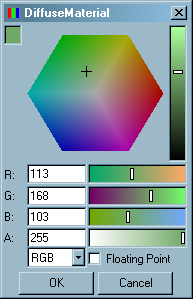 DiffuseMaterial
R: 113
G: 168
B: 103
A: 255
RGB Floating Point
OK Cancel